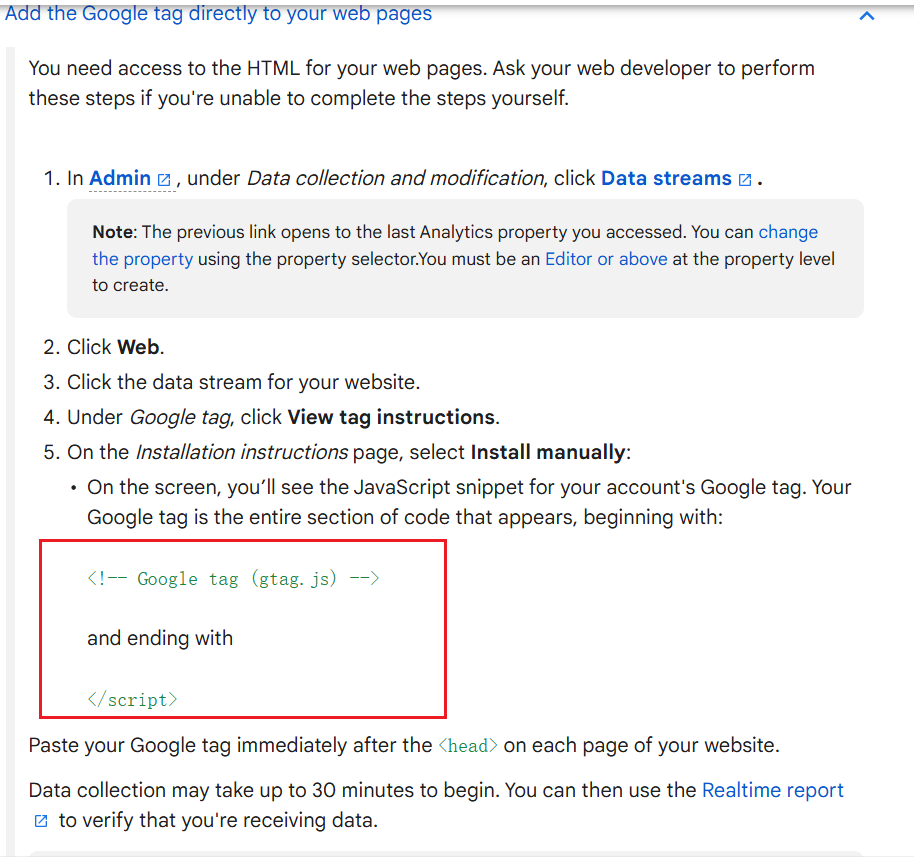 Add the Google tag directly to your web pages
You need access to the HTML for your web pages. Ask your web developer to perform
these steps if you're unable to complete the steps yourself.
1. In Admin , under Data collection and modification, click Data streams .
Note: The previous link opens to the last Analytics property you accessed. You can change
the property using the property selector.You must be an Editor or above at the property level
to create.
2. Click Web.
3. Click the data stream for your website.
4. Under Google tag, click View tag instructions.
5. On the Installation instructions page, select Install manually:
• On the screen, you’ll see the JavaScript snippet for your account's Google tag. Your
Google tag is the entire section of code that appears, beginning with:
<!-- Google tag (gtag.js) -->
and ending with
</script>
Paste your Google tag immediately after the <head> on each page of your website.
Data collection may take up to 30 minutes to begin. You can then use the Realtime report
to verify that you're receiving data.